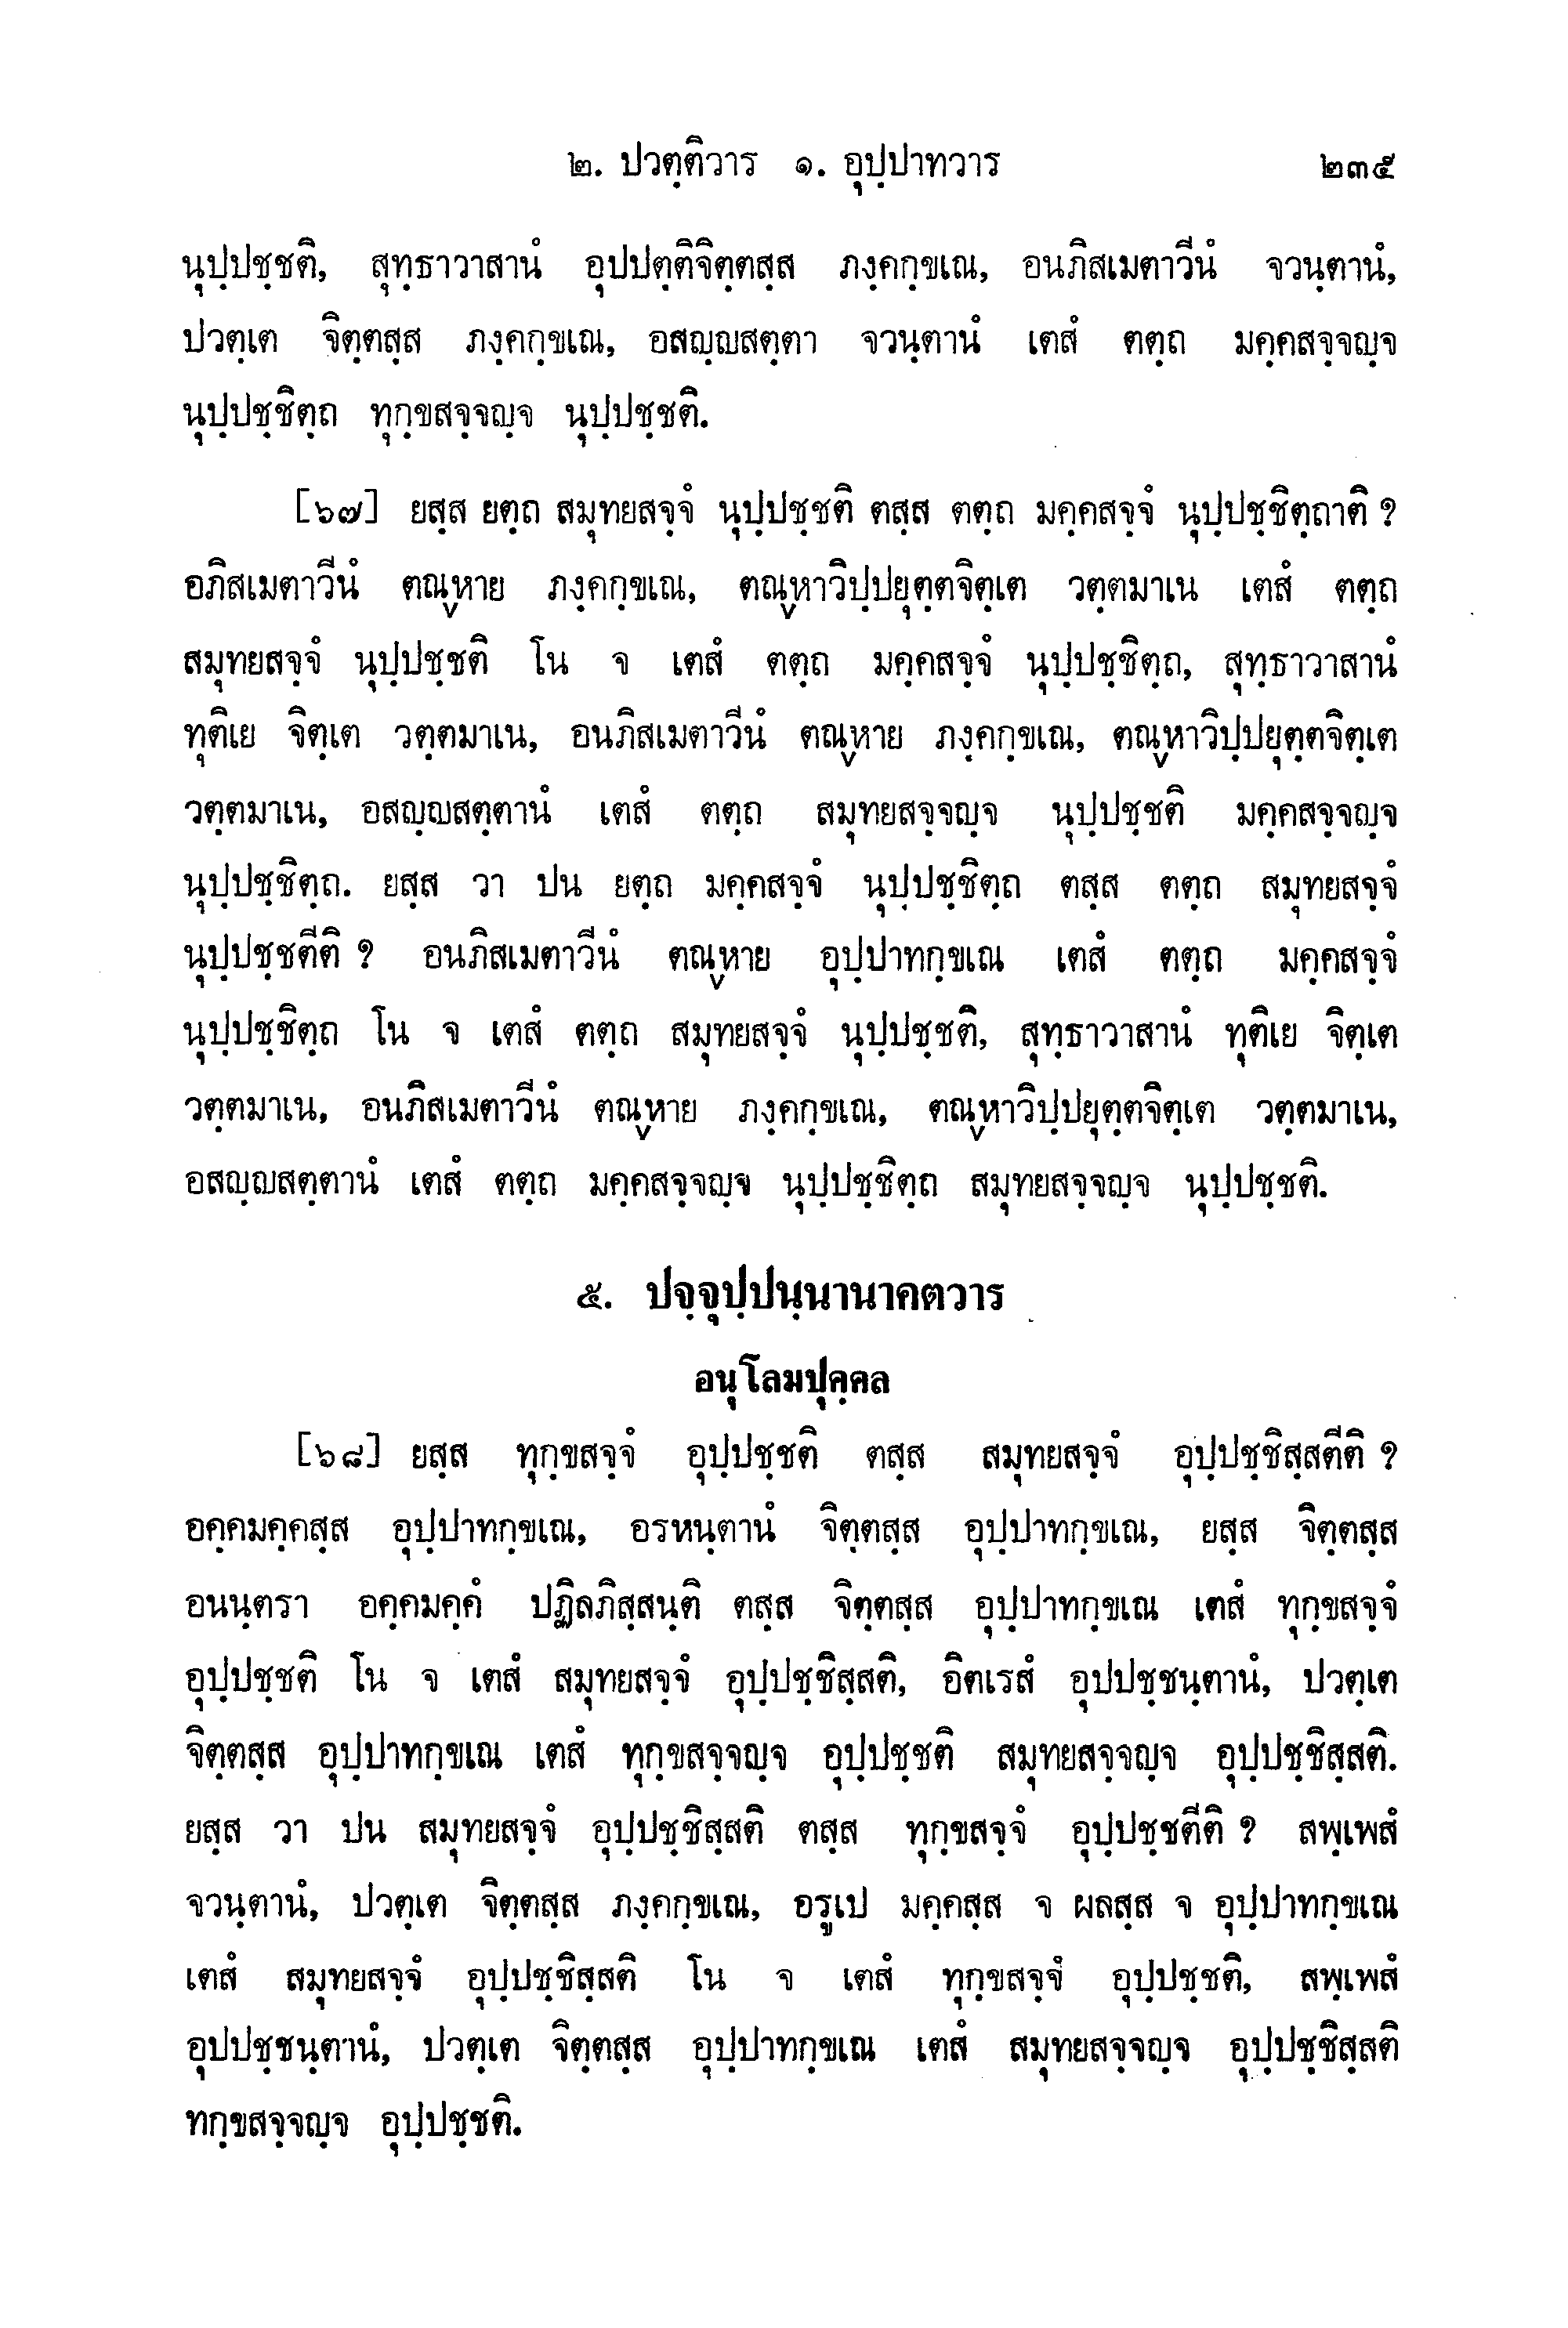 ๒. ปวตฺติวาร ๑. อุปฺปาทวาร ๒๓๕
นุปฺปชฺชติ, สุทฺธาวาสานํ อุปปตฺติจิตฺตสฺส ภงฺคกฺขเณ, อนภิสเมตาวีนํ จวนฺตานํ,
ปวตฺเต จิตฺตสฺส ภงฺคกฺขเณ, อสญฺญสตฺตา จวนฺตานํ เตสํ ตตฺถ มคฺคสจฺจญฺจ
นุปฺปชฺชิตฺถ ทุกฺขสจฺจญฺจ นุปฺปชฺชติ.
[๖๗] ยสฺส ยตฺถ สมุทยสจฺจํ นุปฺปชฺชติ ตสฺส ตตฺถ มคฺคสจฺจํ นุปฺปชฺชิตฺถาติ ?
อภิสเมตาวีนํ ตณฺหาย ภงฺคกฺขเณ, ตณฺหาวิปฺปยุตฺตจิตฺเต วตฺตมาเน เตสํ ตตฺถ
สมุทยสจฺจํ นุปฺปชฺชติ โน จ เตสํ ตตฺถ มคฺคสจฺจํ นุปฺปชฺชิตฺถ, สุทฺธาวาสานํ
ทุติเย จิตฺเต วตฺตมาเน, อนภิสเมตาวีนํ ตณฺหาย ภงฺคกฺขเณ, ตณฺหาวิปฺปยุตฺตจิตฺเต
วตฺตมาเน, อสญฺญสตฺตานํ เตสํ ตตฺถ สมุทยสจฺจญฺจ นุปฺปชฺชติ มคฺคสจฺจญฺจ
นุปฺปชฺชิตฺถ. ยสฺส วา ปน ยตฺถ มคฺคสจฺจํ นุปฺปชฺชิตฺถ ตสฺส ตตฺถ สมุทยสจฺจํ
นุปฺปชฺชตีติ ? อนภิสเมตาวีนํ ตณฺหาย อุปฺปาทกฺขเณ เตสํ ตตฺถ มคฺคสจฺจํ
นุปฺปชฺชิตฺถ โน จ เตสํ ตตฺถ สมุทยสจฺจํ นุปฺปชฺชติ, สุทฺธาวาสานํ ทุติเย จิตฺเต
วตฺตมาเน, อนภิสเมตาวีนํ ตณฺหาย ภงฺคกฺขเณ, ตณฺหาวิปฺปยุตฺตจิตฺเต วตฺตมาเน,
อสญฺญสตฺตานํ เตสํ ตตฺถ มคฺคสจฺจญฺจ นุปฺปชฺชิตฺถ สมุทยสจฺจญฺจ นุปฺปชฺชติ.
๕. ปจฺจุปฺปนฺนานาคตวาร
อนุโลมปุคฺคล
[๖๘] ยสฺส ทุกฺขสจฺจํ อุปฺปชฺชติ ตสฺส สมุทยสจฺจํ อุปฺปชฺชิสฺสตีติ ?
อคฺคมคฺคสฺส อุปฺปาทกฺขเณ, อรหนฺตานํ จิตฺตสฺส อุปฺปาทกฺขเณ, ยสฺส จิตฺตสฺส
อนนฺตรา อคฺคมคฺคํ ปฏิลภิสฺสนฺติ ตสฺส จิตฺตสฺส อุปฺปาทกฺขเณ เตสํ ทุกฺขสจฺจํ
อุปฺปชฺชติ โน จ เตสํ สมุทยสจฺจํ อุปฺปชฺชิสฺสติ, อิตเรสํ อุปปชฺชนฺตานํ, ปวตฺเต
จิตฺตสฺส อุปฺปาทกฺขเณ เตสํ ทุกฺขสจฺจญฺจ อุปฺปชฺชติ สมุทยสจฺจญฺจ อุปฺปชฺชิสฺสติ.
ยสฺส วา ปน สมุทยสจฺจํ อุปฺปชฺชิสฺสติ ตสฺส ทุกฺขสจฺจํ อุปฺปชฺชตีติ ? สพฺเพสํ
จวนฺตานํ, ปวตฺเต จิตฺตสฺส ภงฺคกฺขเณ, อรูเป มคฺคสฺส จ ผลสฺส จ อุปฺปาทกฺขเณ
เตสํ สมุทยสจฺจํ อุปฺปชฺชิสฺสติ โน จ เตสํ ทุกฺขสจฺจํ อุปฺปชฺชติ, สพฺเพสํ
อุปปชฺชนฺตานํ, ปวตฺเต จิตฺตสฺส อุปฺปาทกฺขเณ เตสํ สมุทยสจฺจญฺจ อุปฺปชฺชิสฺสติ
ทกฺขสจฺจญฺจ อุปฺปชฺชติ.